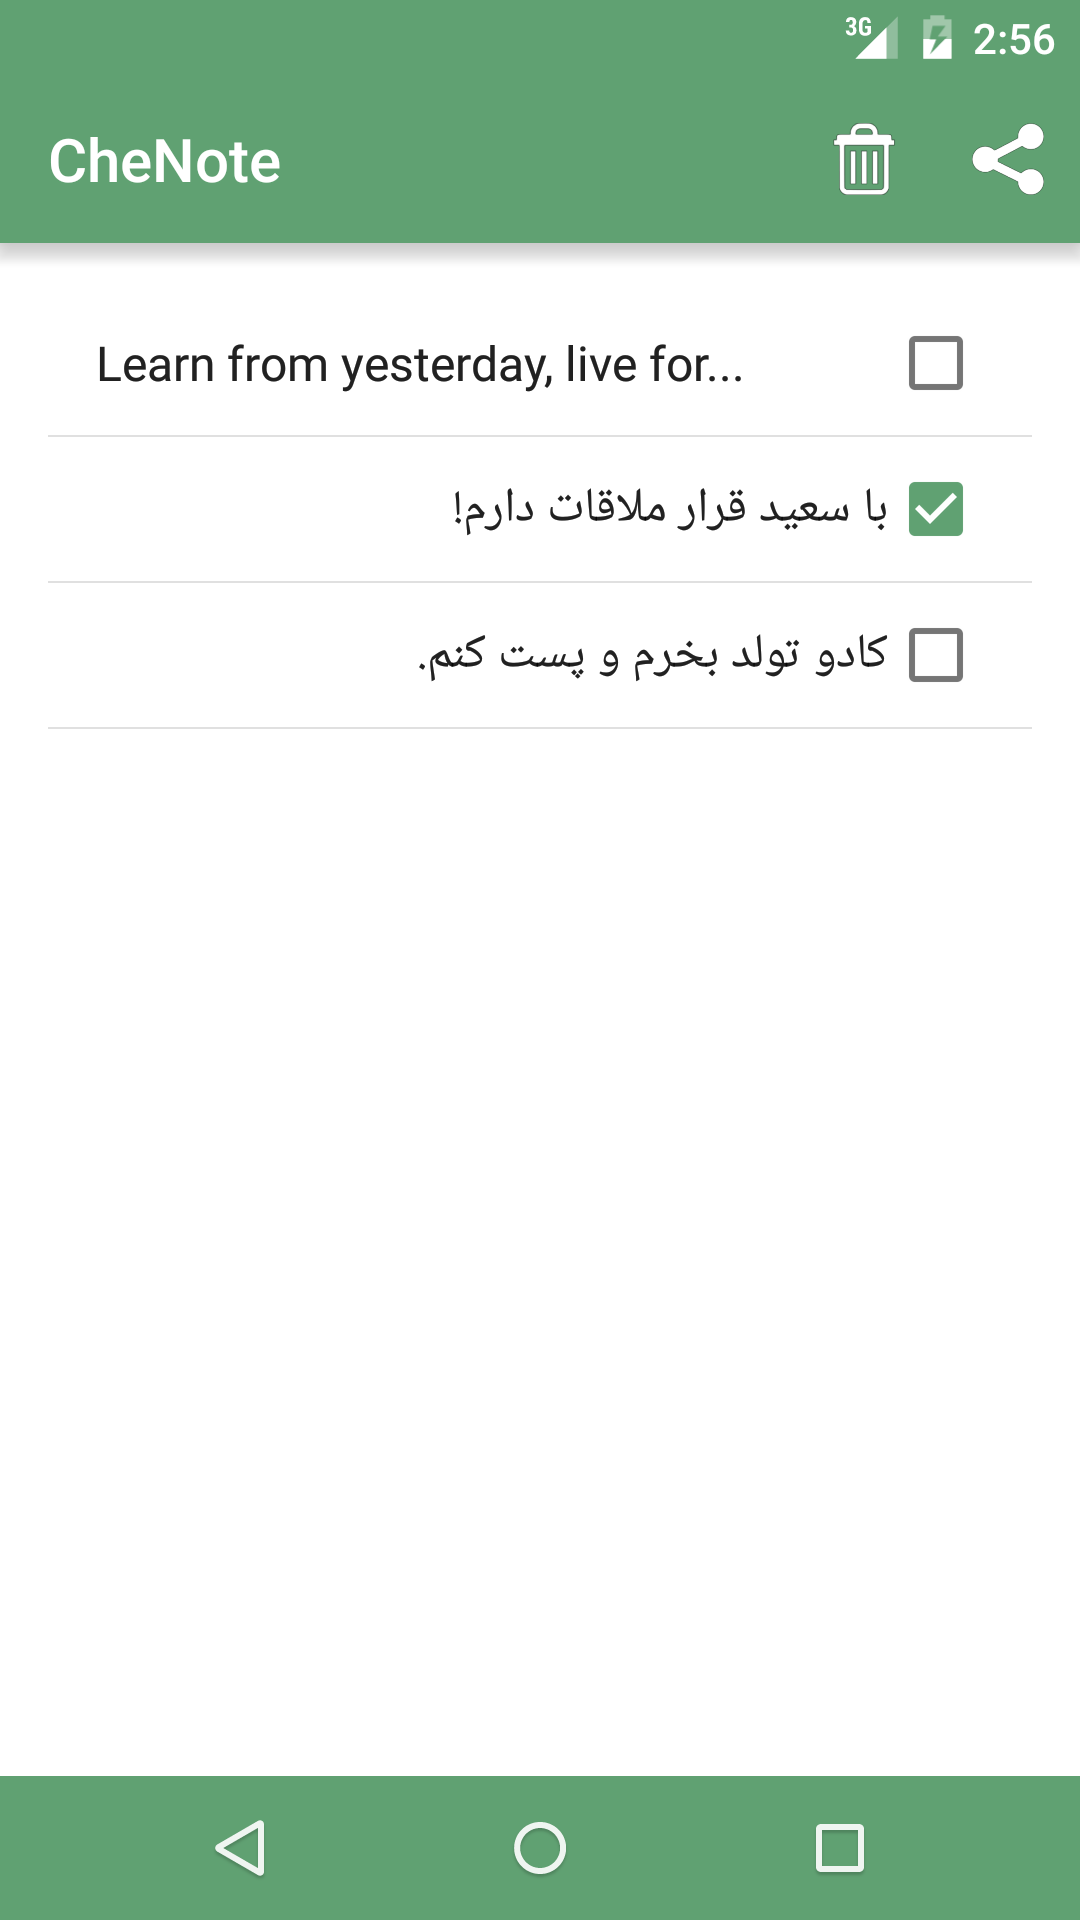 3G 2:56
CheNote
Learn from yesterday, live for...
با سعید قرار ملاقات دارم!
کادو تولد بخرم و پست کنم.